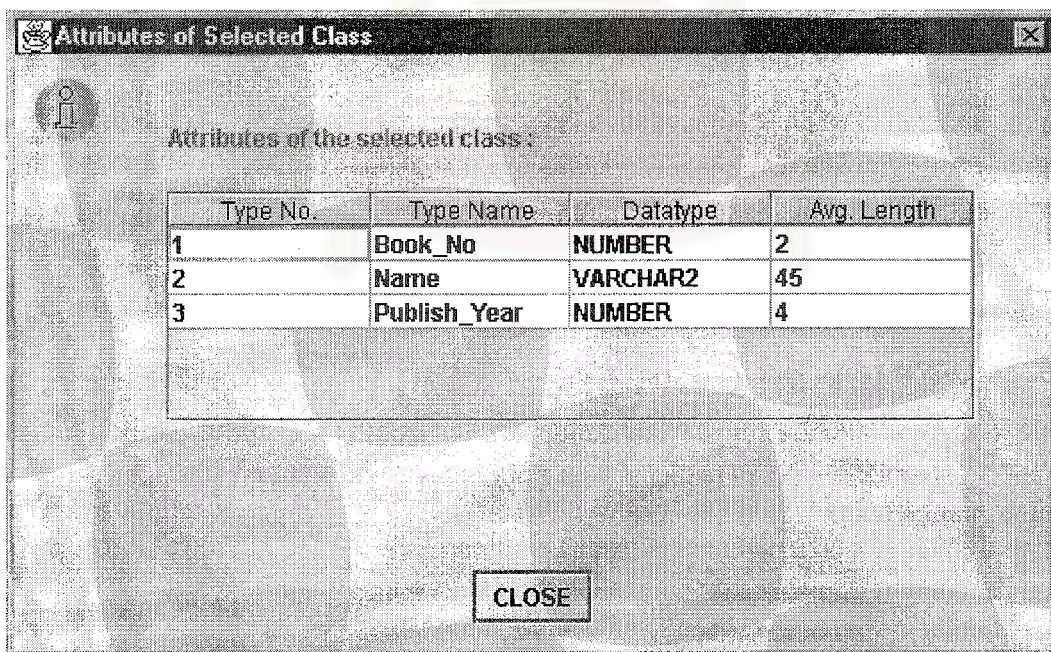 Attributes of Selected Class
Attributes of the selected class :
Type No. Type Name Datatype Avg. Length
1 Book_No NUMBER 2
2 Name VARCHAR2 45
3 Publish_Year NUMBER 4
CLOSE